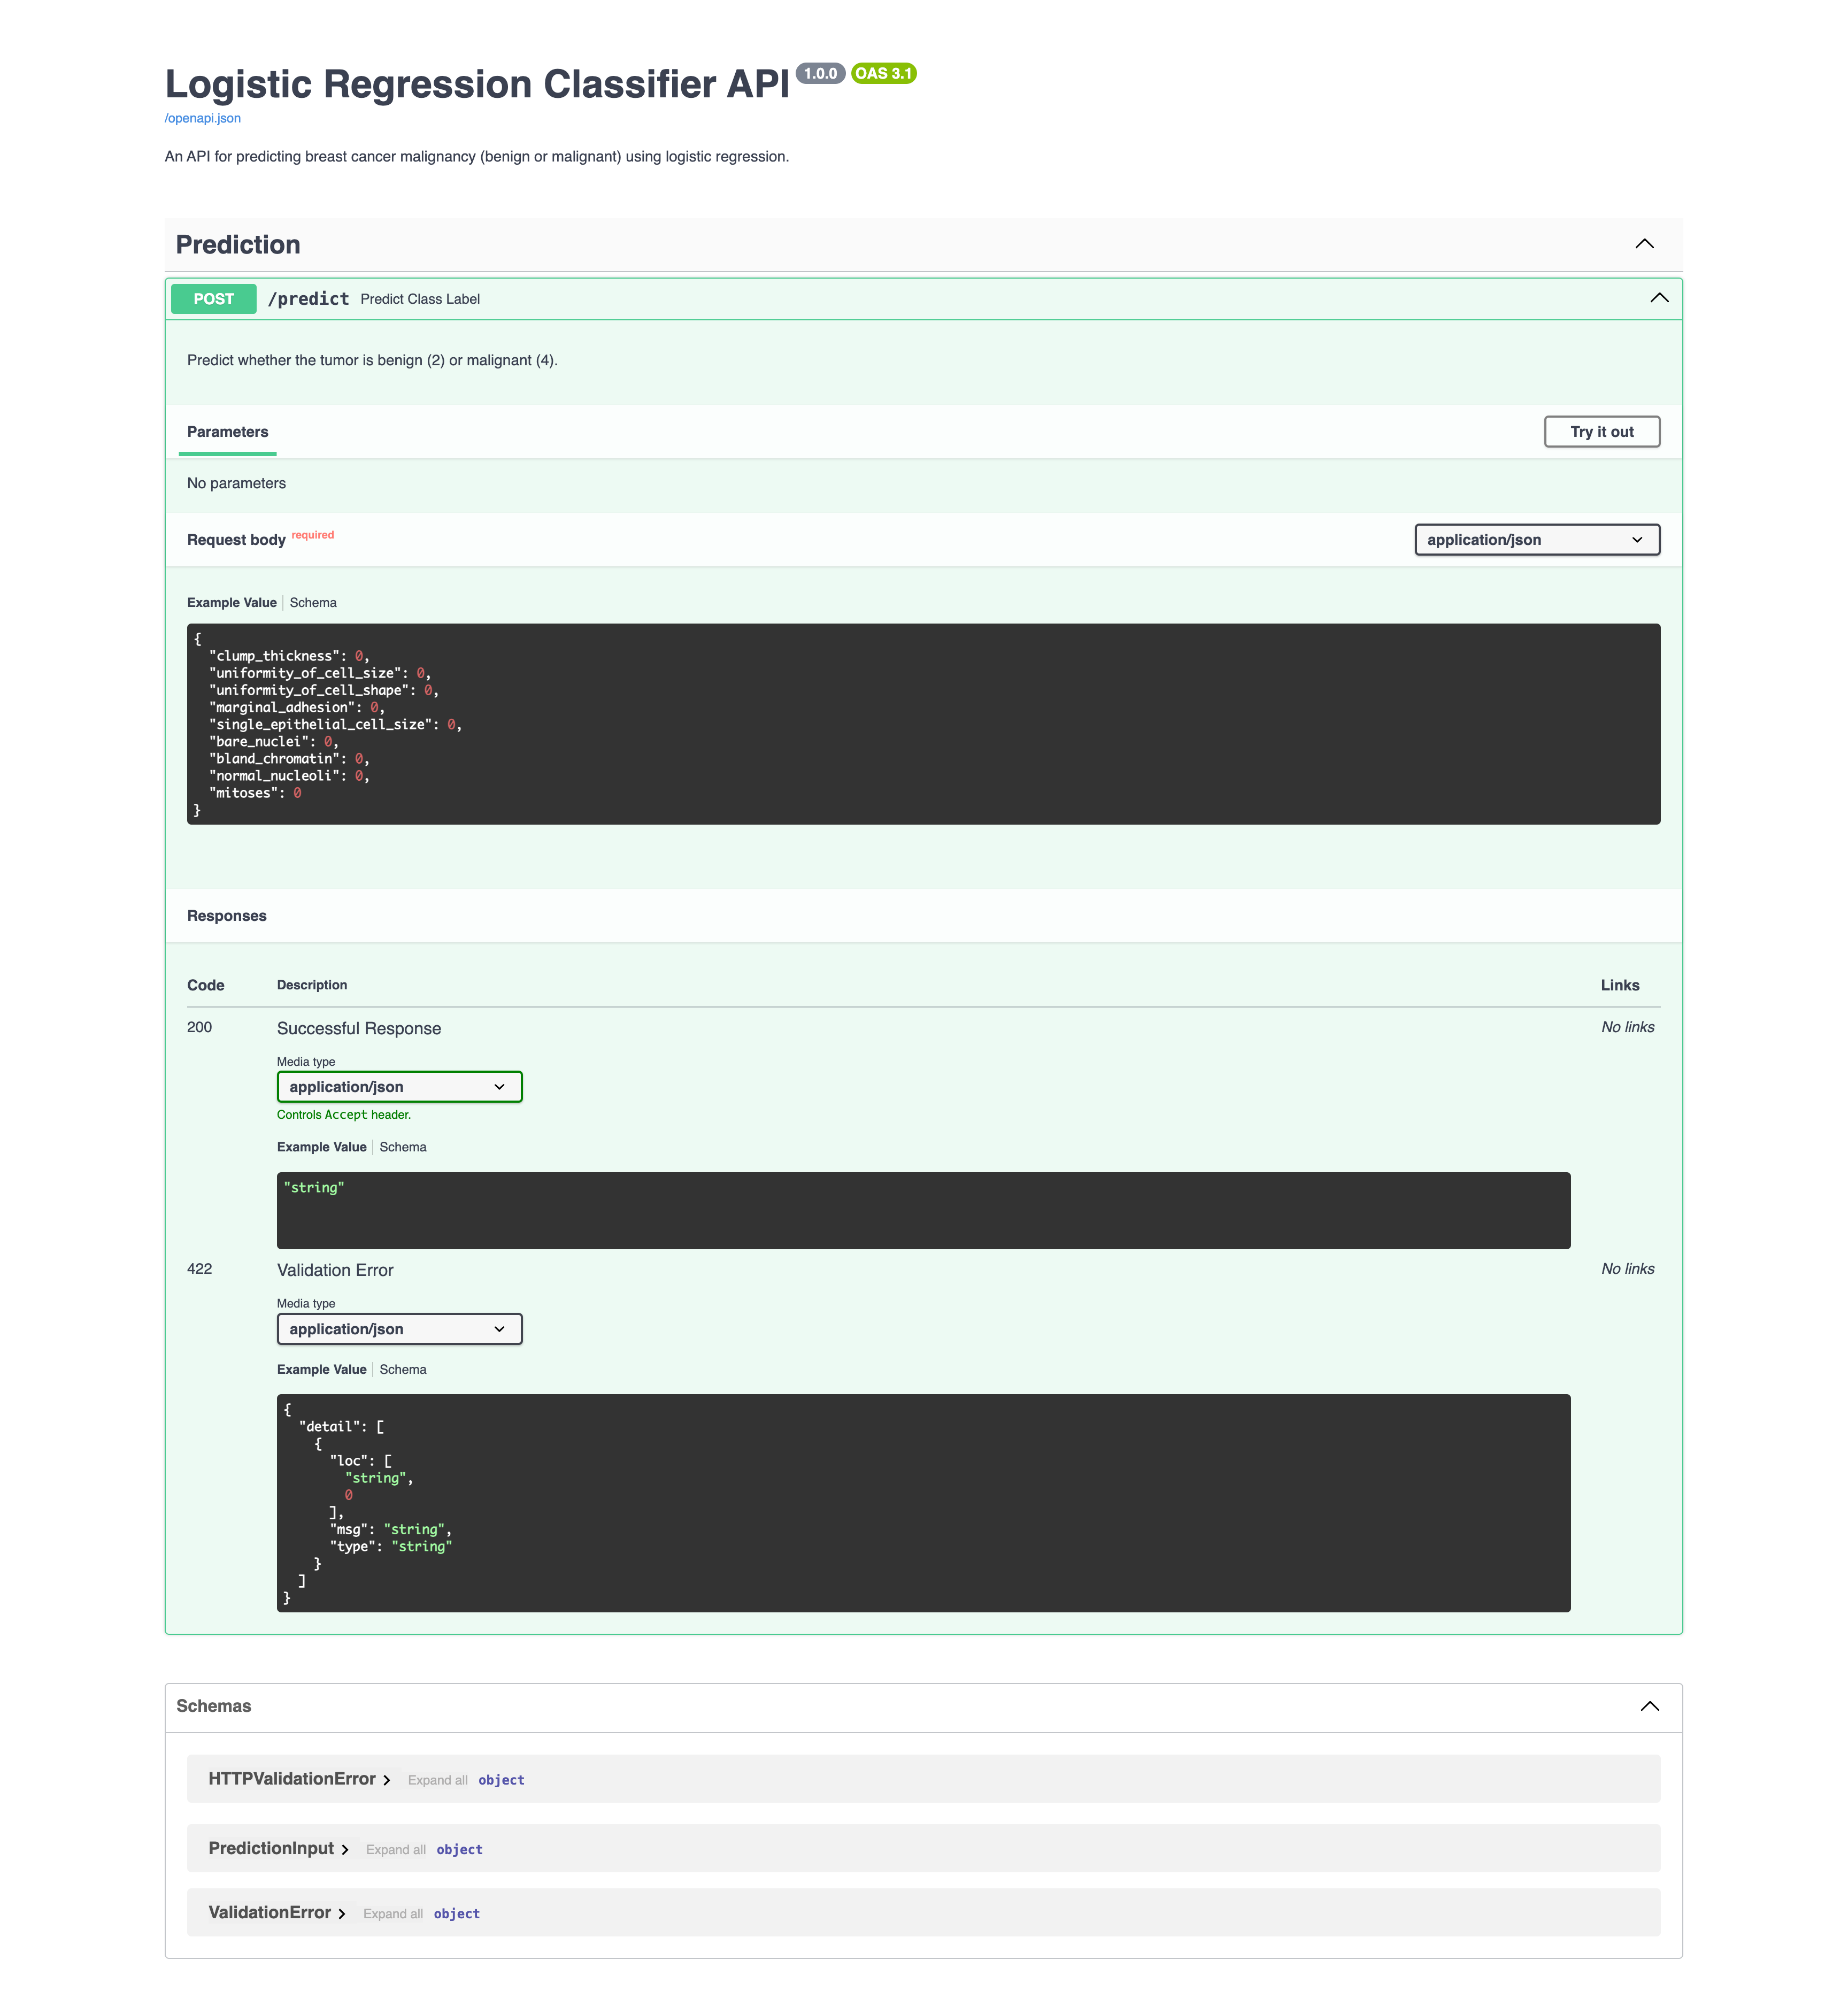 Logistic Regression Classifier API 1.0.0 OAS 3.1
/openapi.json
An API for predicting breast cancer malignancy (benign or malignant) using logistic regression.
Prediction
POST /predict Predict Class Label
Predict whether the tumor is benign (2) or malignant (4).
Parameters Try it out
No parameters
Request body required application/json
Example Value Schema
{
  "clump_thickness": 0,
  "uniformity_of_cell_size": 0,
  "uniformity_of_cell_shape": 0,
  "marginal_adhesion": 0,
  "single_epithelial_cell_size": 0,
  "bare_nuclei": 0,
  "bland_chromatin": 0,
  "normal_nucleoli": 0,
  "mitoses": 0
}
Responses
Code Description Links
200 Successful Response No links
Media type
application/json
Controls Accept header.
Example Value Schema
"string"
422 Validation Error No links
Media type
application/json
Example Value Schema
{
  "detail": [
    {
      "loc": [
        "string",
        0
      ],
      "msg": "string",
      "type": "string"
    }
  ]
}
Schemas
HTTPValidationError Expand all object
PredictionInput Expand all object
ValidationError Expand all object